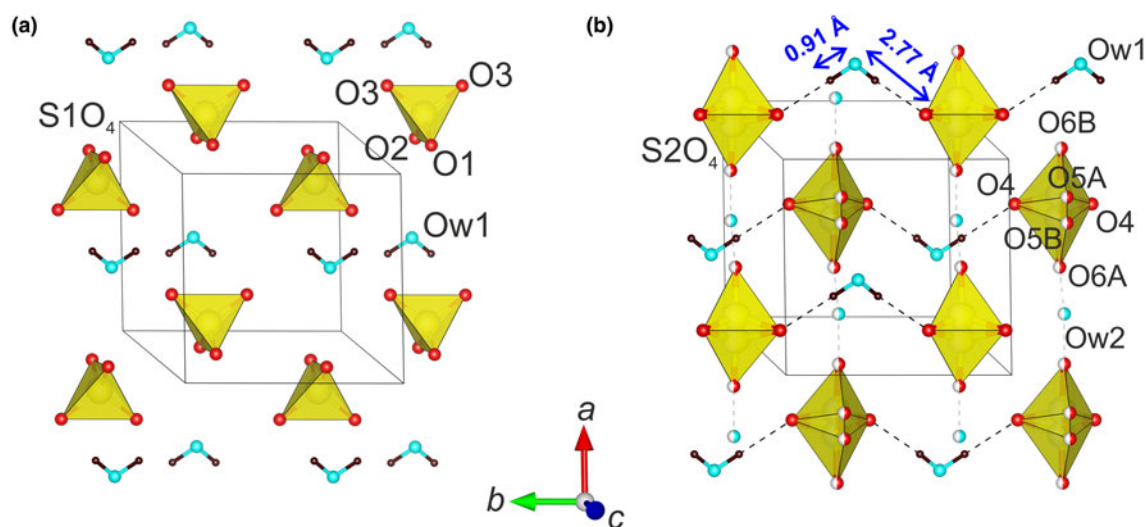 (a)
S1O4
O3
O3
O2
O1
Ow1
(b)
0.91 Å
2.77 Å
Ow1
S2O4
O6B
O4
O5A
O4
O5B
O6A
Ow2
a
b
c